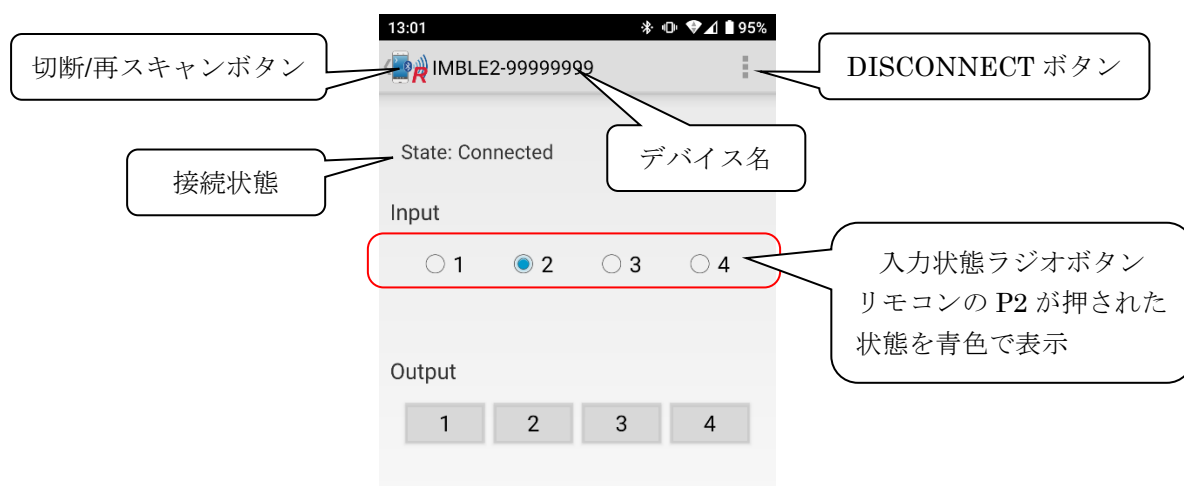 13:01
95%
切断/再スキャンボタン
R
IMBLE2-99999999
DISCONNECT ボタン
State: Connected
デバイス名
接続状態
Input
1 2 3 4
入力状態ラジオボタン
リモコンの P2 が押された
状態を青色で表示
Output
1 2 3 4